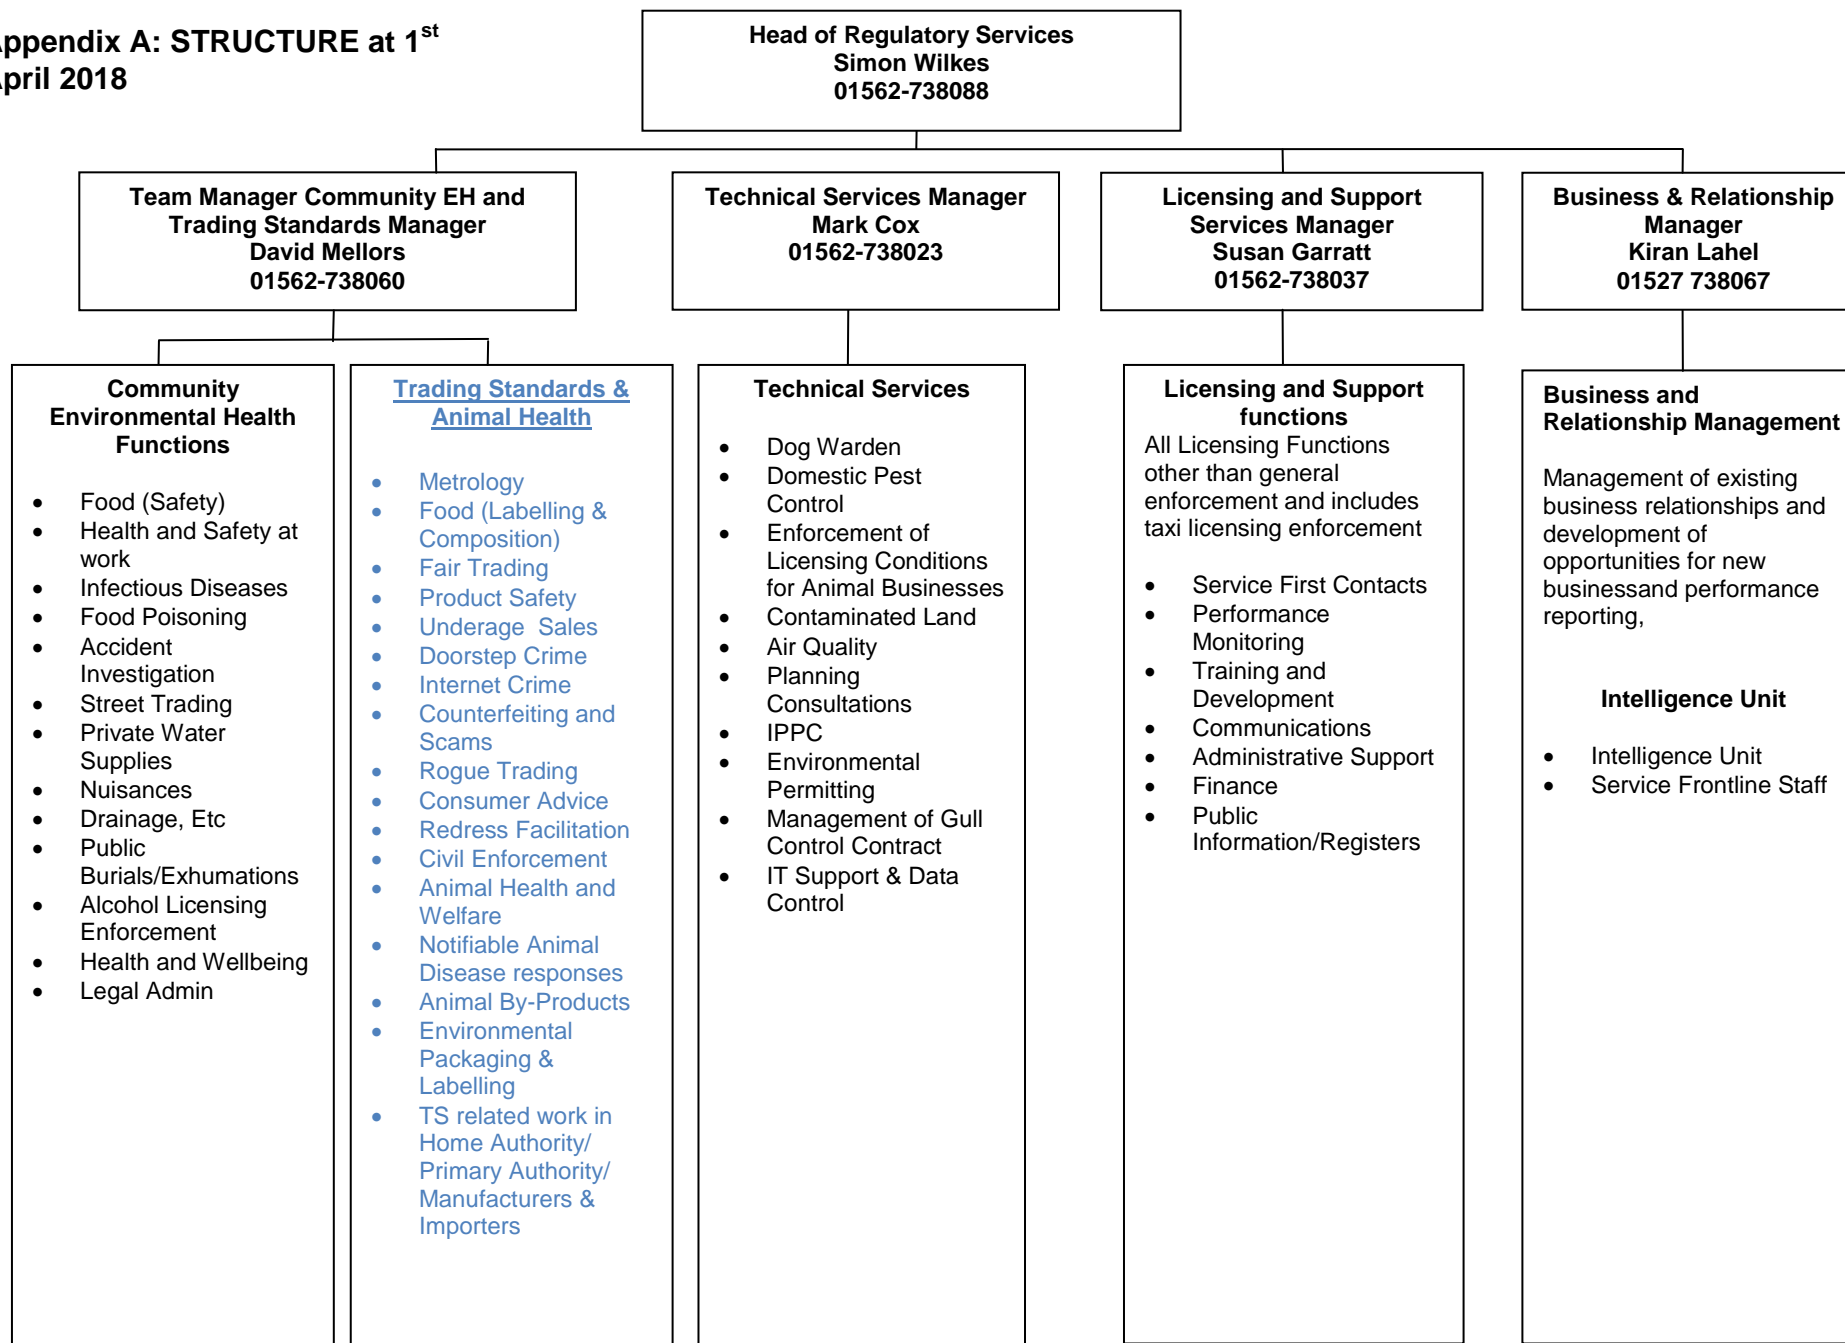 Appendix A: STRUCTURE at 1st
April 2018
Head of Regulatory Services
Simon Wilkes
01562-738088
Team Manager Community EH and
Trading Standards Manager
David Mellors
01562-738060
Technical Services Manager
Mark Cox
01562-738023
Licensing and Support
Services Manager
Susan Garratt
01562-738037
Business & Relationship
Manager
Kiran Lahel
01527 738067
Community
Environmental Health
Functions
• Food (Safety)
• Health and Safety at
work
• Infectious Diseases
• Food Poisoning
• Accident
Investigation
• Street Trading
• Private Water
Supplies
• Nuisances
• Drainage, Etc
• Public
Burials/Exhumations
• Alcohol Licensing
Enforcement
• Health and Wellbeing
• Legal Admin
Trading Standards &
Animal Health
• Metrology
• Food (Labelling &
Composition)
• Fair Trading
• Product Safety
• Underage  Sales
• Doorstep Crime
• Internet Crime
• Counterfeiting and
Scams
• Rogue Trading
• Consumer Advice
• Redress Facilitation
• Civil Enforcement
• Animal Health and
Welfare
• Notifiable Animal
Disease responses
• Animal By-Products
• Environmental
Packaging &
Labelling
• TS related work in
Home Authority/
Primary Authority/
Manufacturers &
Importers
Technical Services
• Dog Warden
• Domestic Pest
Control
• Enforcement of
Licensing Conditions
for Animal Businesses
• Contaminated Land
• Air Quality
• Planning
Consultations
• IPPC
• Environmental
Permitting
• Management of Gull
Control Contract
• IT Support & Data
Control
Licensing and Support
functions
All Licensing Functions
other than general
enforcement and includes
taxi licensing enforcement
• Service First Contacts
• Performance
Monitoring
• Training and
Development
• Communications
• Administrative Support
• Finance
• Public
Information/Registers
Business and
Relationship Management
Management of existing
business relationships and
development of
opportunities for new
businessand performance
reporting,
Intelligence Unit
• Intelligence Unit
• Service Frontline Staff